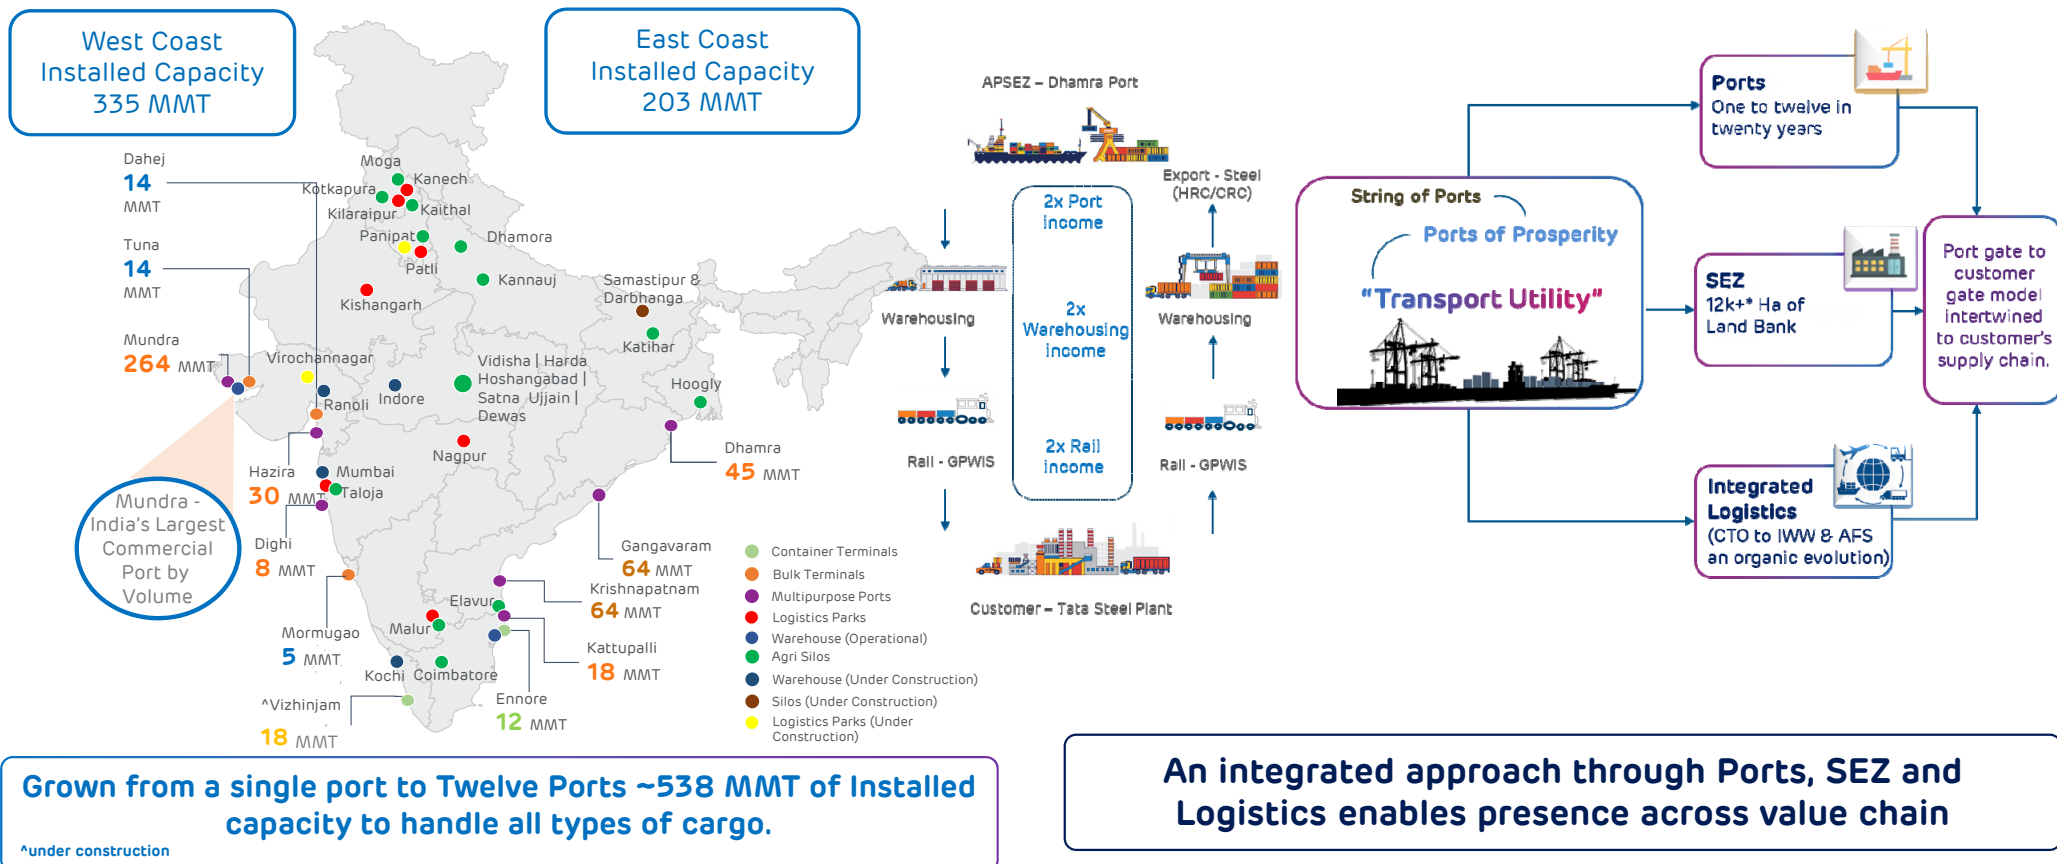 West Coast
Installed Capacity
335 MMT
East Coast
Installed Capacity
203 MMT
Dahej
14
MMT
Tuna
14
MMT
Mundra
264 MMT
Moga
Kanech
Kotkapura
Kilaraipur
Kaithal
Panipat
Patli
Dhamora
Kannauj
Kishangarh
Samastipur &
Darbhanga
Katihar
Virochannagar
Ranoli
Indore
Vidisha | Harda
Hoshangabad |
Satna Ujjain |
Dewas
Hoogly
Nagpur
Dhamra
45 MMT
Hazira
30 MMT
Mumbai
Taloja
Mundra -
India's Largest
Commercial
Port by
Volume
Dighi
8 MMT
Gangavaram
64 MMT
Krishnapatnam
64 MMT
Mormugao
5 MMT
Elavur
Malur
Kattupalli
18 MMT
Kochi
Coimbatore
Ennore
12 MMT
^Vizhinjam
18 MMT
Container Terminals
Bulk Terminals
Multipurpose Ports
Logistics Parks
Warehouse (Operational)
Agri Silos
Warehouse (Under Construction)
Silos (Under Construction)
Logistics Parks (Under
Construction)
Grown from a single port to Twelve Ports ~538 MMT of Installed
capacity to handle all types of cargo.
^under construction
APSEZ – Dhamra Port
Export - Steel
(HRC/CRC)
2x Port
income
2x
Warehousing
income
2x Rail
income
Warehousing
Warehousing
Rail - GPWIS
Rail - GPWIS
Customer – Tata Steel Plant
String of Ports
Ports of Prosperity
"Transport Utility"
Ports
One to twelve in
twenty years
SEZ
12k+* Ha of
Land Bank
Integrated
Logistics
(CTO to IWW & AFS
an organic evolution)
Port gate to
customer
gate model
intertwined
to customer's
supply chain.
An integrated approach through Ports, SEZ and
Logistics enables presence across value chain